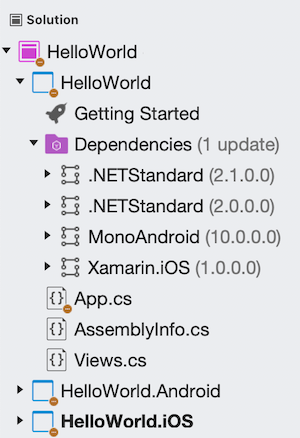 Solution
HelloWorld
HelloWorld
Getting Started
Dependencies (1 update)
.NETStandard (2.1.0.0)
.NETStandard (2.0.0.0)
MonoAndroid (10.0.0.0)
Xamarin.iOS (1.0.0.0)
{} App.cs
{} AssemblyInfo.cs
{} Views.cs
HelloWorld.Android
HelloWorld.iOS